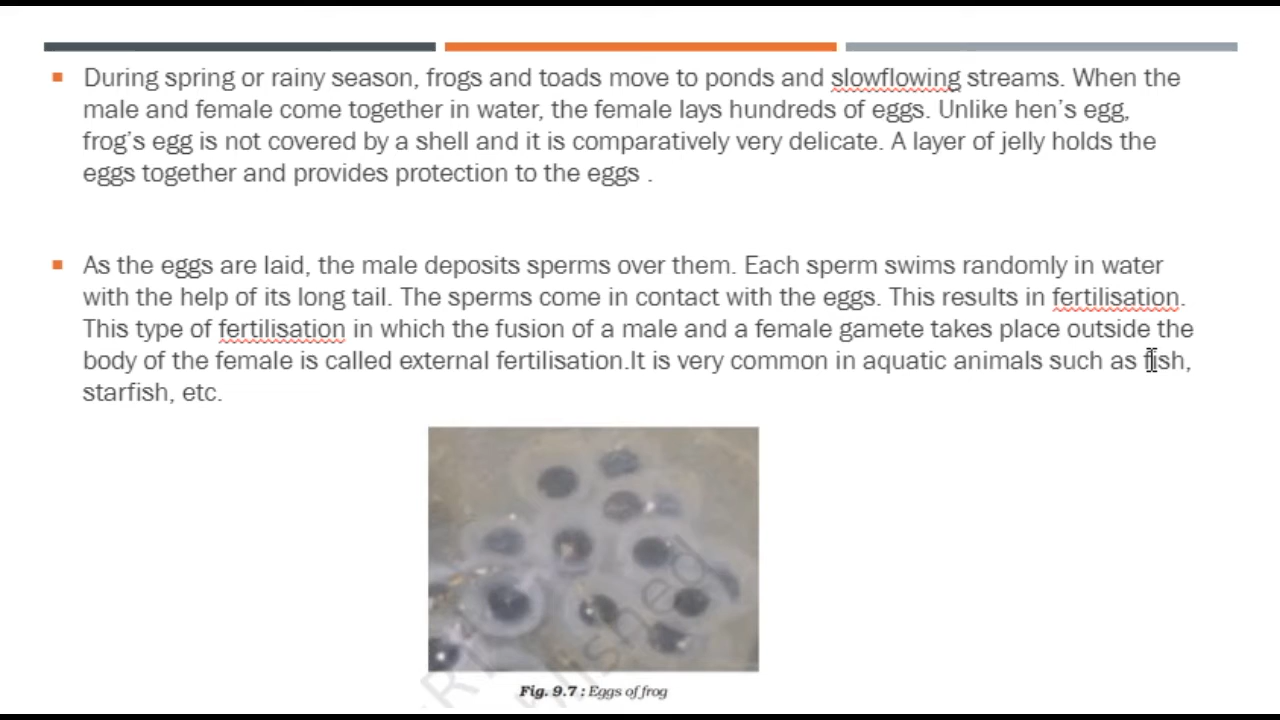 During spring or rainy season, frogs and toads move to ponds and slowflowing streams. When the
male and female come together in water, the female lays hundreds of eggs. Unlike hen's egg,
frog's egg is not covered by a shell and it is comparatively very delicate. A layer of jelly holds the
eggs together and provides protection to the eggs .
As the eggs are laid, the male deposits sperms over them. Each sperm swims randomly in water
with the help of its long tail. The sperms come in contact with the eggs. This results in fertilisation.
This type of fertilisation in which the fusion of a male and a female gamete takes place outside the
body of the female is called external fertilisation.It is very common in aquatic animals such as fish,
starfish, etc.
Fig. 9.7 : Eggs of frog